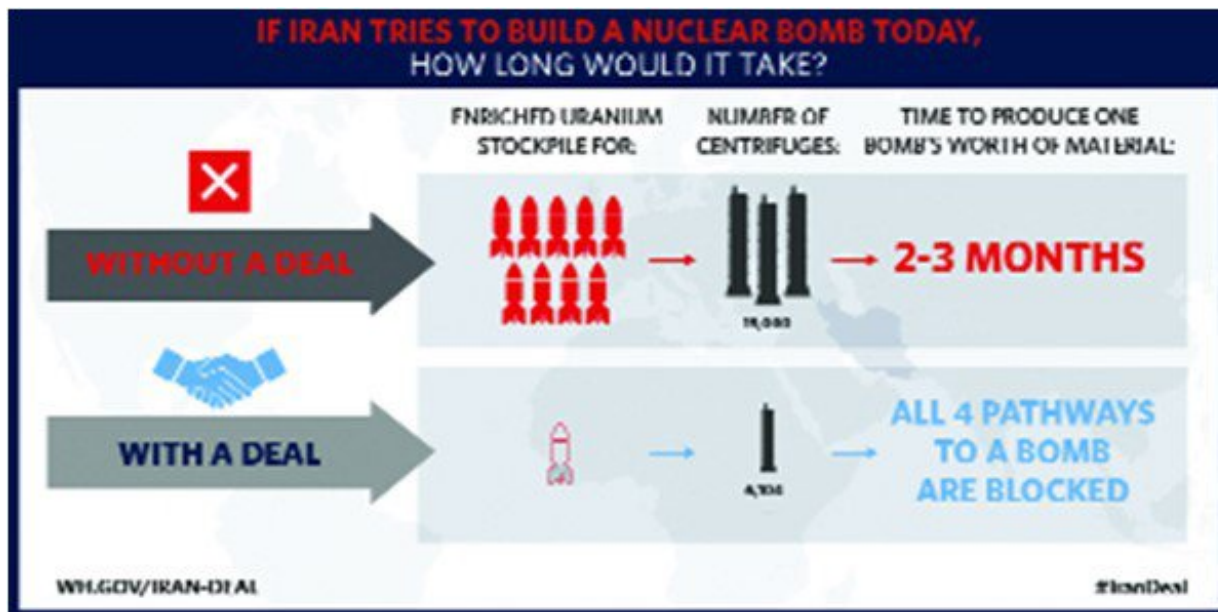 IF IRAN TRIES TO BUILD A NUCLEAR BOMB TODAY,
HOW LONG WOULD IT TAKE?
ENRICHED URANIUM
STOCKPILE FOR:
NUMBER OF
CENTRIFUGES:
TIME TO PRODUCE ONE
BOMB'S WORTH OF MATERIAL:
WITHOUT A DEAL
2-3 MONTHS
WITH A DEAL
ALL 4 PATHWAYS
TO A BOMB
ARE BLOCKED
WH.GOV/IRAN-DEAL
#IranDeal